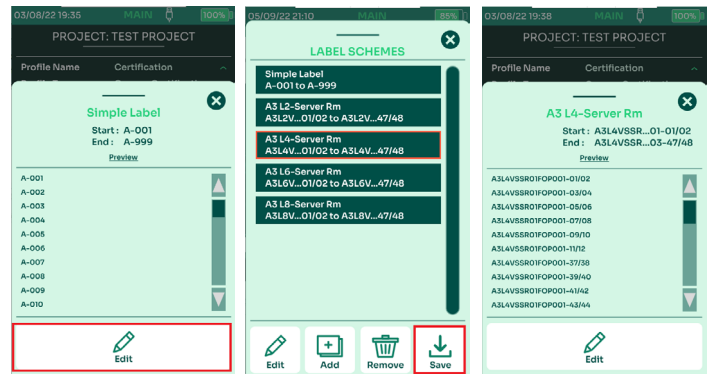 03/08/22 19:35 MAIN 100%
PROJECT: TEST PROJECT
Profile Name Certification
Simple Label
Start: A-001
End: A-999
Preview
A-001
A-002
A-003
A-004
A-005
A-006
A-007
A-008
A-009
A-010
Edit
05/09/22 21:10 MAIN 85%
LABEL SCHEMES
Simple Label
A-001 to A-999
A3 L2-Server Rm
A3L2V...01/02 to A3L2V...47/48
A3 L4-Server Rm
A3L4V...01/02 to A3L4V...47/48
A3 L6-Server Rm
A3L6V...01/02 to A3L6V...47/48
A3 L8-Server Rm
A3L8V...01/02 to A3L8V...47/48
Edit Add Remove Save
03/08/22 19:38 MAIN 100%
PROJECT: TEST PROJECT
Profile Name Certification
A3 L4-Server Rm
Start: A3L4VSSR...01-01/02
End: A3L4VSSR...03-47/48
Preview
A3L4VSSR01FOP001-01/02
A3L4VSSR01FOP001-03/04
A3L4VSSR01FOP001-05/06
A3L4VSSR01FOP001-07/08
A3L4VSSR01FOP001-09/10
A3L4VSSR01FOP001-11/12
A3L4VSSR01FOP001-37/38
A3L4VSSR01FOP001-39/40
A3L4VSSR01FOP001-41/42
A3L4VSSR01FOP001-43/44
Edit